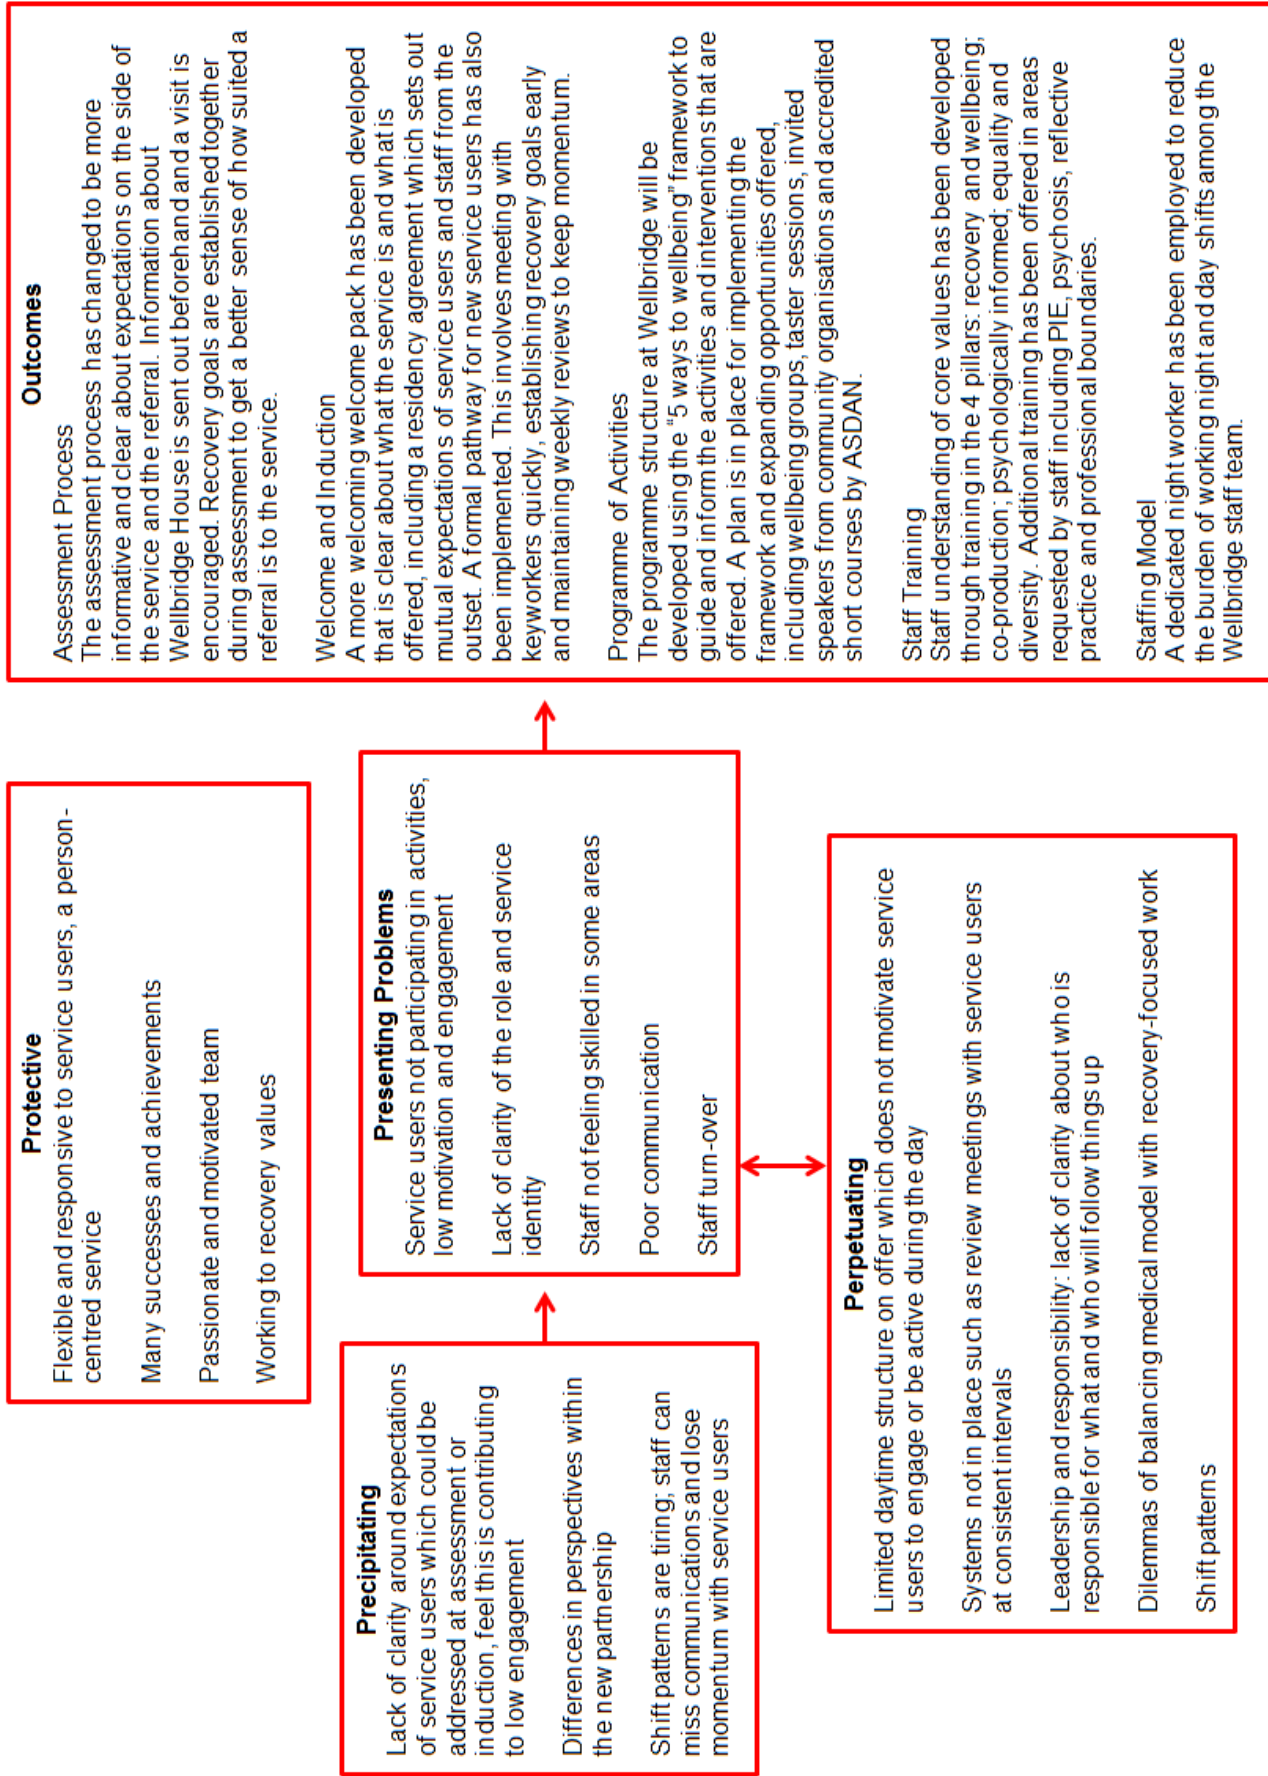 Protective
Flexible and responsive to service users, a person-
centred service
Many successes and achievements
Passionate and motivated team
Working to recovery values
Precipitating
Lack of clarity around expectations
of service users which could be
addressed at assessment or
induction, feel this is contributing
to low engagement
Differences in perspectives within
the new partnership
Shift patterns are tiring; staff can
miss communications and lose
momentum with service users
Presenting Problems
Service users not participating in activities,
low motivation and engagement
Lack of clarity of the role and service
identity
Staff not feeling skilled in some areas
Poor communication
Staff turn-over
Perpetuating
Limited daytime structure on offer which does not motivate service
users to engage or be active during the day
Systems not in place such as review meetings with service users
at consistent intervals
Leadership and responsibility: lack of clarity about who is
responsible for what and who will follow things up
Dilemmas of balancing medical model with recovery-focused work
Shift patterns
Outcomes
Assessment Process
The assessment process has changed to be more
informative and clear about expectations on the side of
the service and the referral. Information about
Wellbridge House is sent out beforehand and a visit is
encouraged. Recovery goals are established together
during assessment to get a better sense of how suited a
referral is to the service.
Welcome and Induction
A more welcoming welcome pack has been developed
that is clear about what the service is and what is
offered, including a residency agreement which sets out
mutual expectations of service users and staff from the
outset. A formal pathway for new service users has also
been implemented. This involves meeting with
keyworkers quickly, establishing recovery goals early
and maintaining weekly reviews to keep momentum.
Programme of Activities
The programme structure at Wellbridge will be
developed using the "5 ways to wellbeing" framework to
guide and inform the activities and interventions that are
offered. A plan is in place for implementing the
framework and expanding opportunities offered,
including wellbeing groups, taster sessions, invited
speakers from community organisations and accredited
short courses by ASDAN.
Staff Training
Staff understanding of core values has been developed
through training in the 4 pillars: recovery and wellbeing;
co-production; psychologically informed; equality and
diversity. Additional training has been offered in areas
requested by staff including PIE, psychosis, reflective
practice and professional boundaries.
Staffing Model
A dedicated night worker has been employed to reduce
the burden of working night and day shifts among the
Wellbridge staff team.